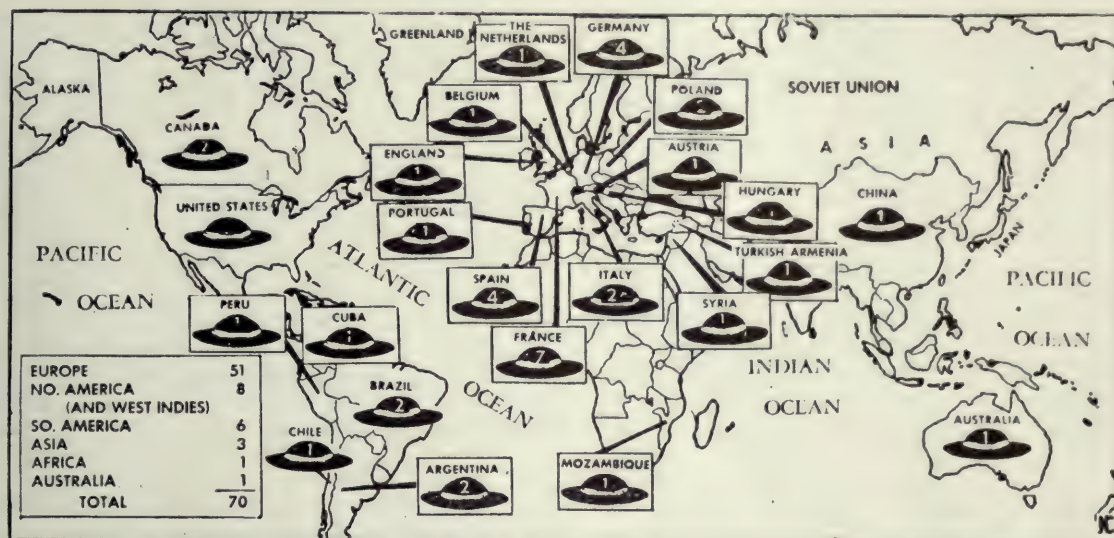 GREENLAND
THE
NETHERLANDS
1
GERMANY
4
ALASKA
BELGIUM
1
POLAND
2
SOVIET UNION
CANADA
2
ENGLAND
1
AUSTRIA
1
ASIA
UNITED STATES
PORTUGAL
1
HUNGARY
CHINA
1
JAPAN
PACIFIC
OCEAN
ATLANTIC
OCEAN
TURKISH ARMENIA
1
SPAIN
4
ITALY
2
SYRIA
1
PACIFIC
OCEAN
PERU
1
CUBA
1
FRANCE
7
INDIAN
OCEAN
EUROPE 51
NO. AMERICA 8
(AND WEST INDIES)
SO. AMERICA 6
ASIA 3
AFRICA 1
AUSTRALIA 1
TOTAL 70
BRAZIL
2
CHILE
1
ARGENTINA
2
MOZAMBIQUE
1
AUSTRALIA
1